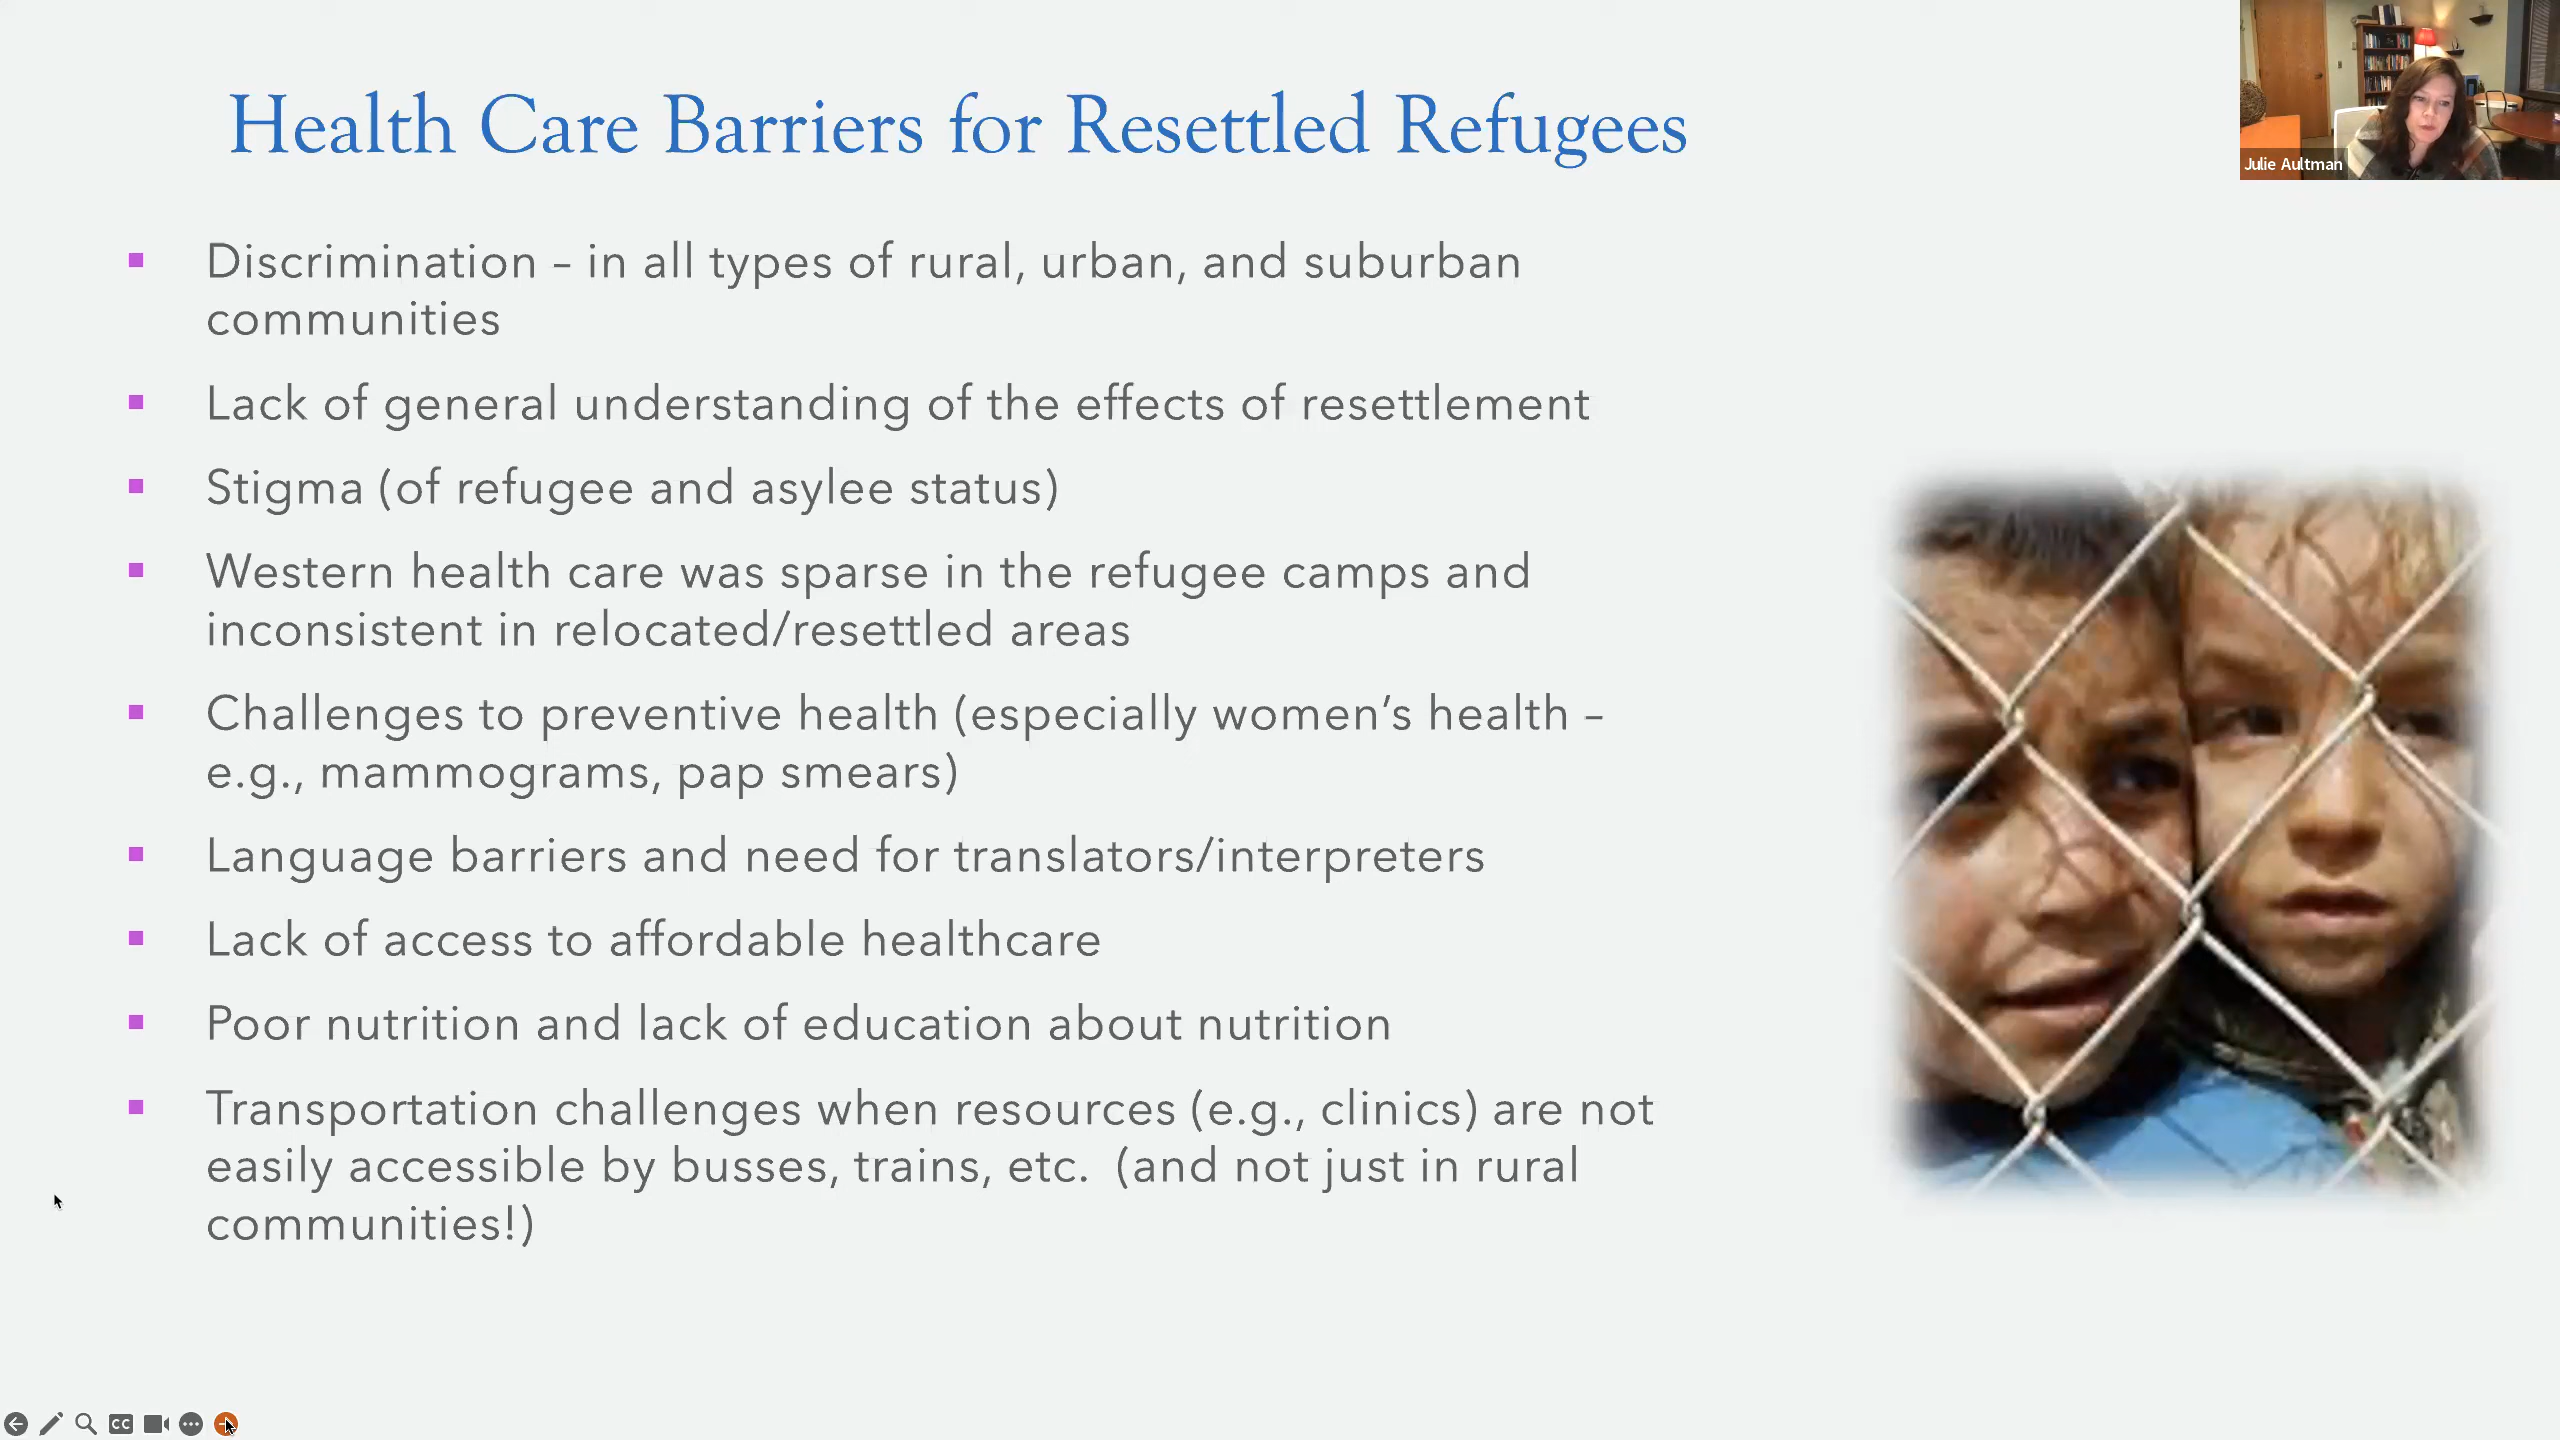 Health Care Barriers for Resettled Refugees
Julie Aultman
▪ Discrimination – in all types of rural, urban, and suburban
communities
▪ Lack of general understanding of the effects of resettlement
▪ Stigma (of refugee and asylee status)
▪ Western health care was sparse in the refugee camps and
inconsistent in relocated/resettled areas
▪ Challenges to preventive health (especially women’s health –
e.g., mammograms, pap smears)
▪ Language barriers and need for translators/interpreters
▪ Lack of access to affordable healthcare
▪ Poor nutrition and lack of education about nutrition
▪ Transportation challenges when resources (e.g., clinics) are not
easily accessible by busses, trains, etc.  (and not just in rural
communities!)
CC